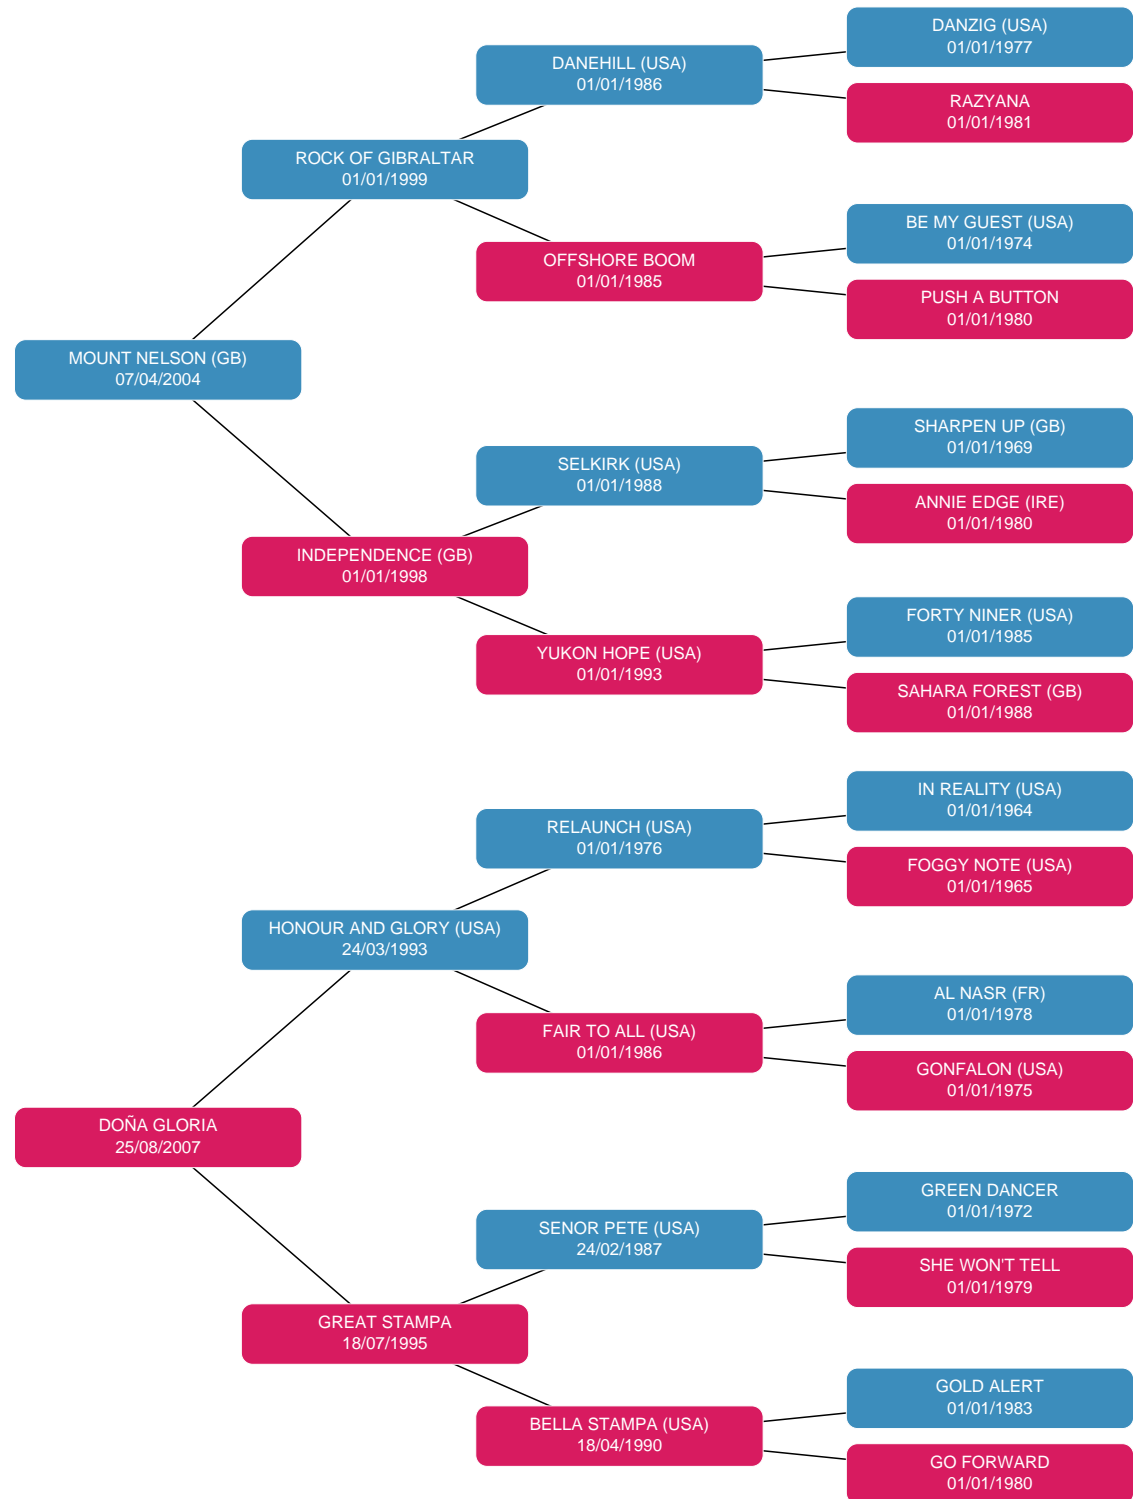 DANZIG (USA)
01/01/1977
DANEHILL (USA)
01/01/1986
RAZYANA
01/01/1981
ROCK OF GIBRALTAR
01/01/1999
BE MY GUEST (USA)
01/01/1974
OFFSHORE BOOM
01/01/1985
PUSH A BUTTON
01/01/1980
MOUNT NELSON (GB)
07/04/2004
SHARPEN UP (GB)
01/01/1969
SELKIRK (USA)
01/01/1988
ANNIE EDGE (IRE)
01/01/1980
INDEPENDENCE (GB)
01/01/1998
FORTY NINER (USA)
01/01/1985
YUKON HOPE (USA)
01/01/1993
SAHARA FOREST (GB)
01/01/1988
IN REALITY (USA)
01/01/1964
RELAUNCH (USA)
01/01/1976
FOGGY NOTE (USA)
01/01/1965
HONOUR AND GLORY (USA)
24/03/1993
AL NASR (FR)
01/01/1978
FAIR TO ALL (USA)
01/01/1986
GONFALON (USA)
01/01/1975
DOÑA GLORIA
25/08/2007
GREEN DANCER
01/01/1972
SENOR PETE (USA)
24/02/1987
SHE WON'T TELL
01/01/1979
GREAT STAMPA
18/07/1995
GOLD ALERT
01/01/1983
BELLA STAMPA (USA)
18/04/1990
GO FORWARD
01/01/1980